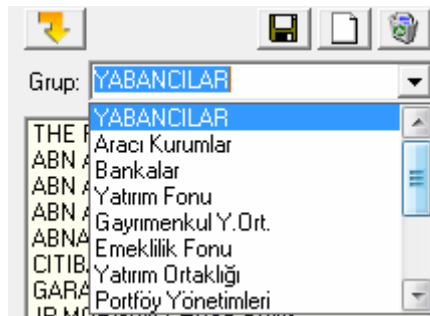 Grup: YABANCILAR
YABANCILAR
Aracı Kurumlar
Bankalar
Yatırım Fonu
Gayrımenkul Y.Ort.
Emeklilik Fonu
Yatırım Ortaklığı
Portföy Yönetimleri
THE
ABN
ABN
ABN
ABNA
CITIB
GARA